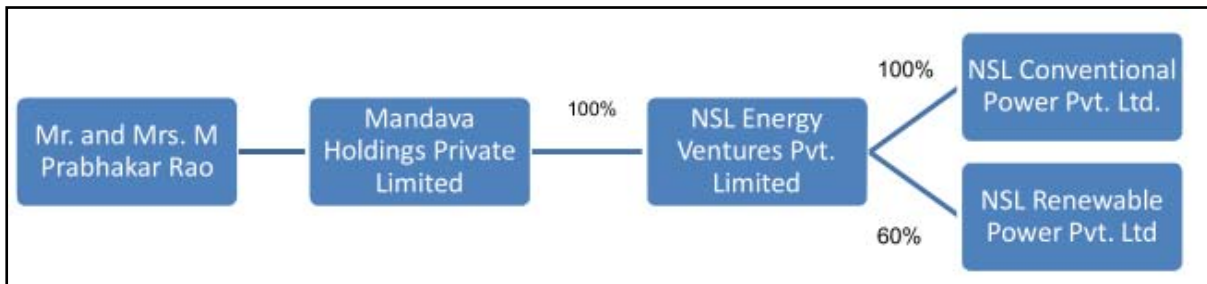 Mr. and Mrs. M
Prabhakar Rao
Mandava
Holdings Private
Limited
100%
NSL Energy
Ventures Pvt.
Limited
100%
NSL Conventional
Power Pvt. Ltd.
60%
NSL Renewable
Power Pvt. Ltd